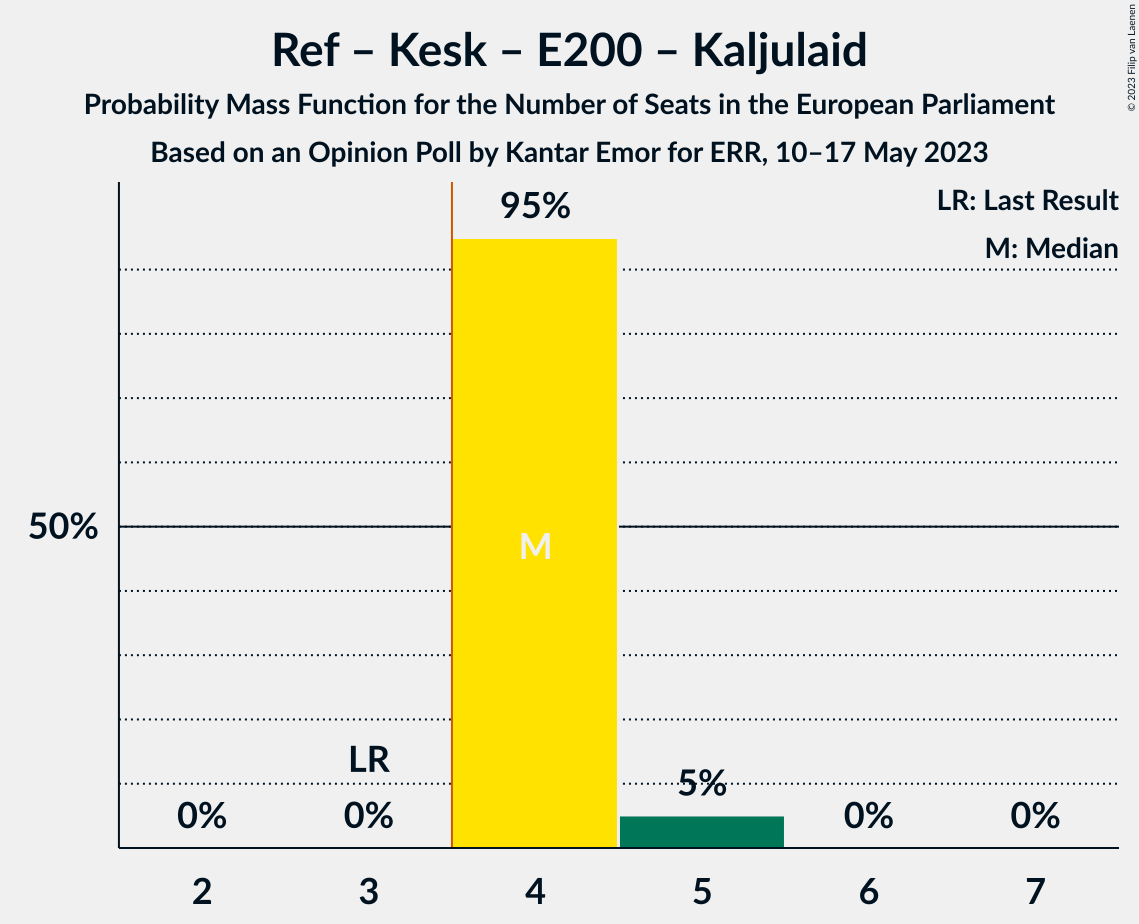 Ref – Kesk – E200 – Kaljulaid
Probability Mass Function for the Number of Seats in the European Parliament
Based on an Opinion Poll by Kantar Emor for ERR, 10–17 May 2023
© 2023 Filip van Laenen
LR: Last Result
M: Median
95%
50%
M
LR
5%
0%
0%
0%
0%
2
3
4
5
6
7